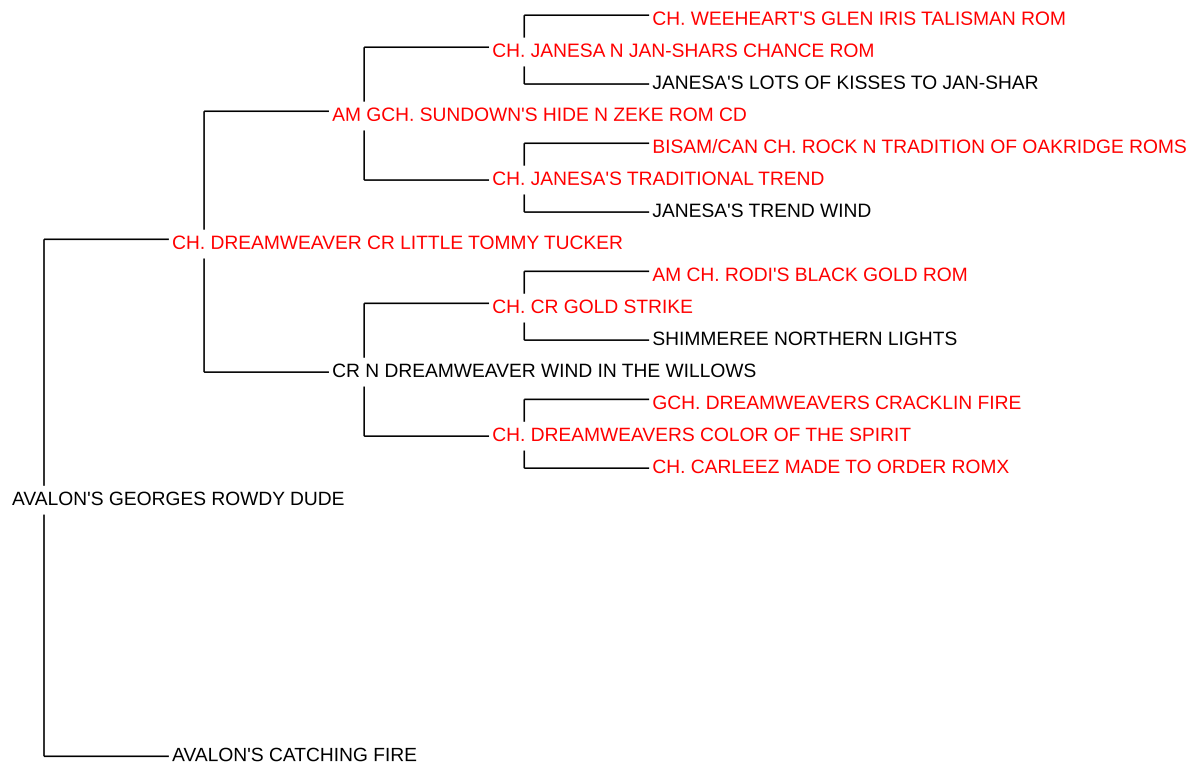 CH. WEEHEART'S GLEN IRIS TALISMAN ROM
CH. JANESA N JAN-SHARS CHANCE ROM
JANESA'S LOTS OF KISSES TO JAN-SHAR
AM GCH. SUNDOWN'S HIDE N ZEKE ROM CD
BISAM/CAN CH. ROCK N TRADITION OF OAKRIDGE ROMS
CH. JANESA'S TRADITIONAL TREND
JANESA'S TREND WIND
CH. DREAMWEAVER CR LITTLE TOMMY TUCKER
AM CH. RODI'S BLACK GOLD ROM
CH. CR GOLD STRIKE
SHIMMEREE NORTHERN LIGHTS
CR N DREAMWEAVER WIND IN THE WILLOWS
GCH. DREAMWEAVERS CRACKLIN FIRE
CH. DREAMWEAVERS COLOR OF THE SPIRIT
CH. CARLEEZ MADE TO ORDER ROMX
AVALON'S GEORGES ROWDY DUDE
AVALON'S CATCHING FIRE